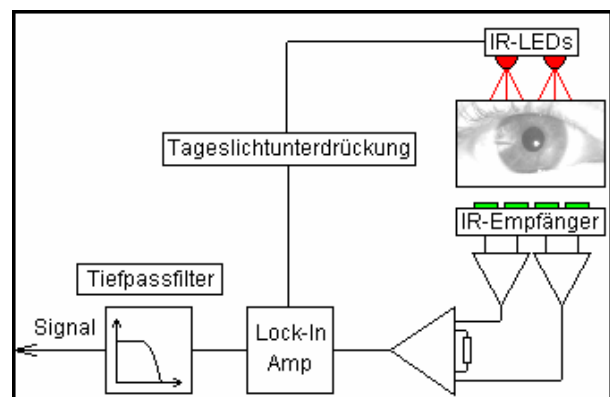 IR-LEDs
Tageslichtunterdrückung
IR-Empfänger
Tiefpassfilter
Signal
Lock-In
Amp